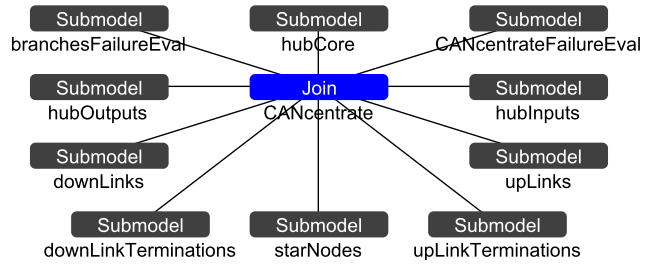 Submodel Submodel Submodel
branchesFailureEval hubCore CANcentrateFailureEval
Submodel Join Submodel
hubOutputs CANcentrate hubInputs
Submodel Submodel
downLinks upLinks
Submodel Submodel Submodel
downLinkTerminations starNodes upLinkTerminations